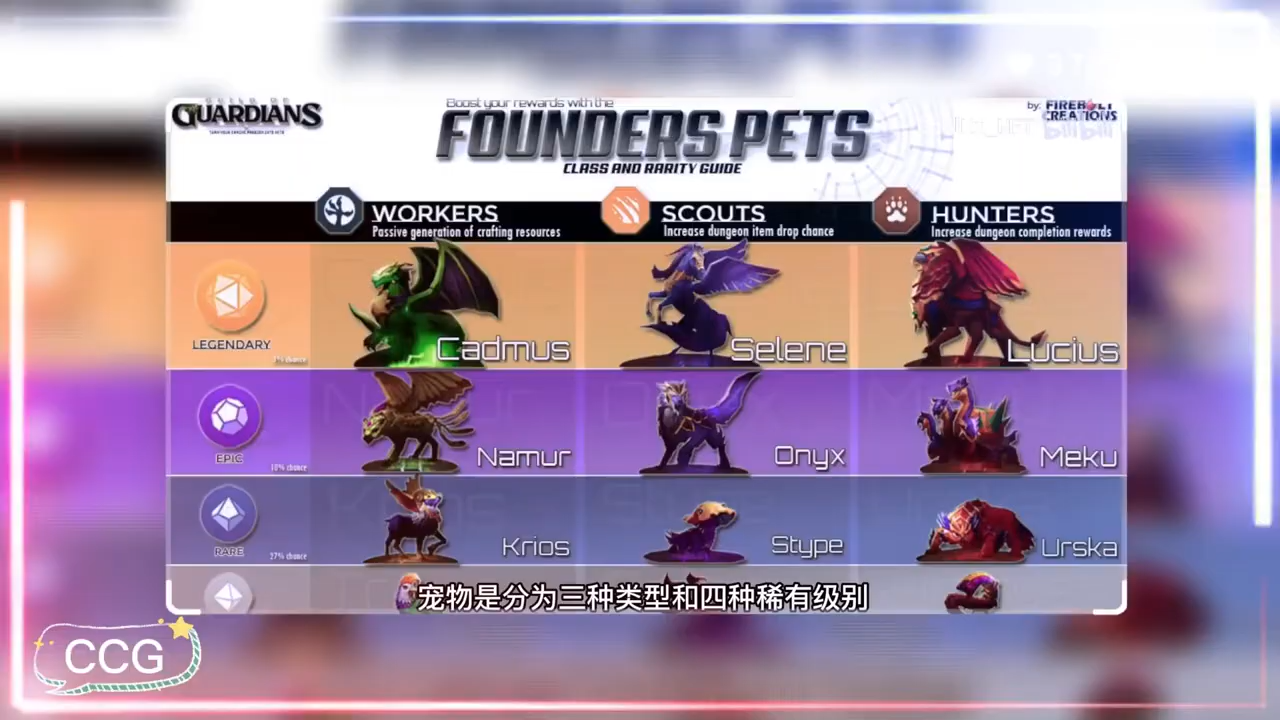 GUARDIANS
Boost your rewards with the
FOUNDERS PETS
CLASS AND RARITY GUIDE
by: FIREBOLT
CREATIONS
WORKERS
Passive generation of crafting resources
SCOUTS
Increase dungeon item drop chance
HUNTERS
Increase dungeon completion rewards
LEGENDARY
1% chance
Cadmus
Selene
Lucius
EPIC
10% chance
Namur
Onyx
Meku
RARE
27% chance
Krios
Stype
Urska
宠物是分为三种类型和四种稀有级别
CCG